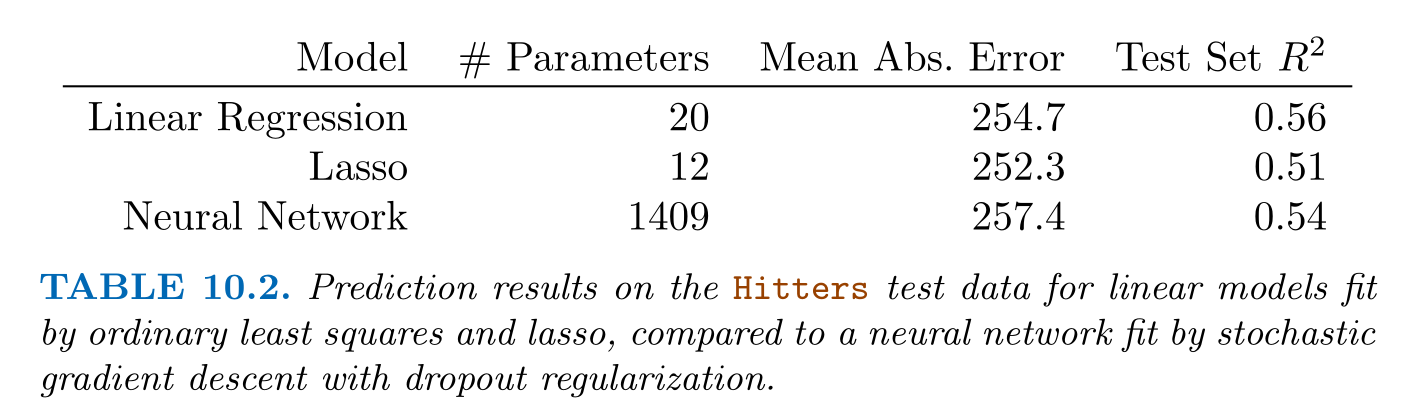 Model # Parameters Mean Abs. Error Test Set R²
Linear Regression 20 254.7 0.56
Lasso 12 252.3 0.51
Neural Network 1409 257.4 0.54
TABLE 10.2. Prediction results on the Hitters test data for linear models fit
by ordinary least squares and lasso, compared to a neural network fit by stochastic
gradient descent with dropout regularization.